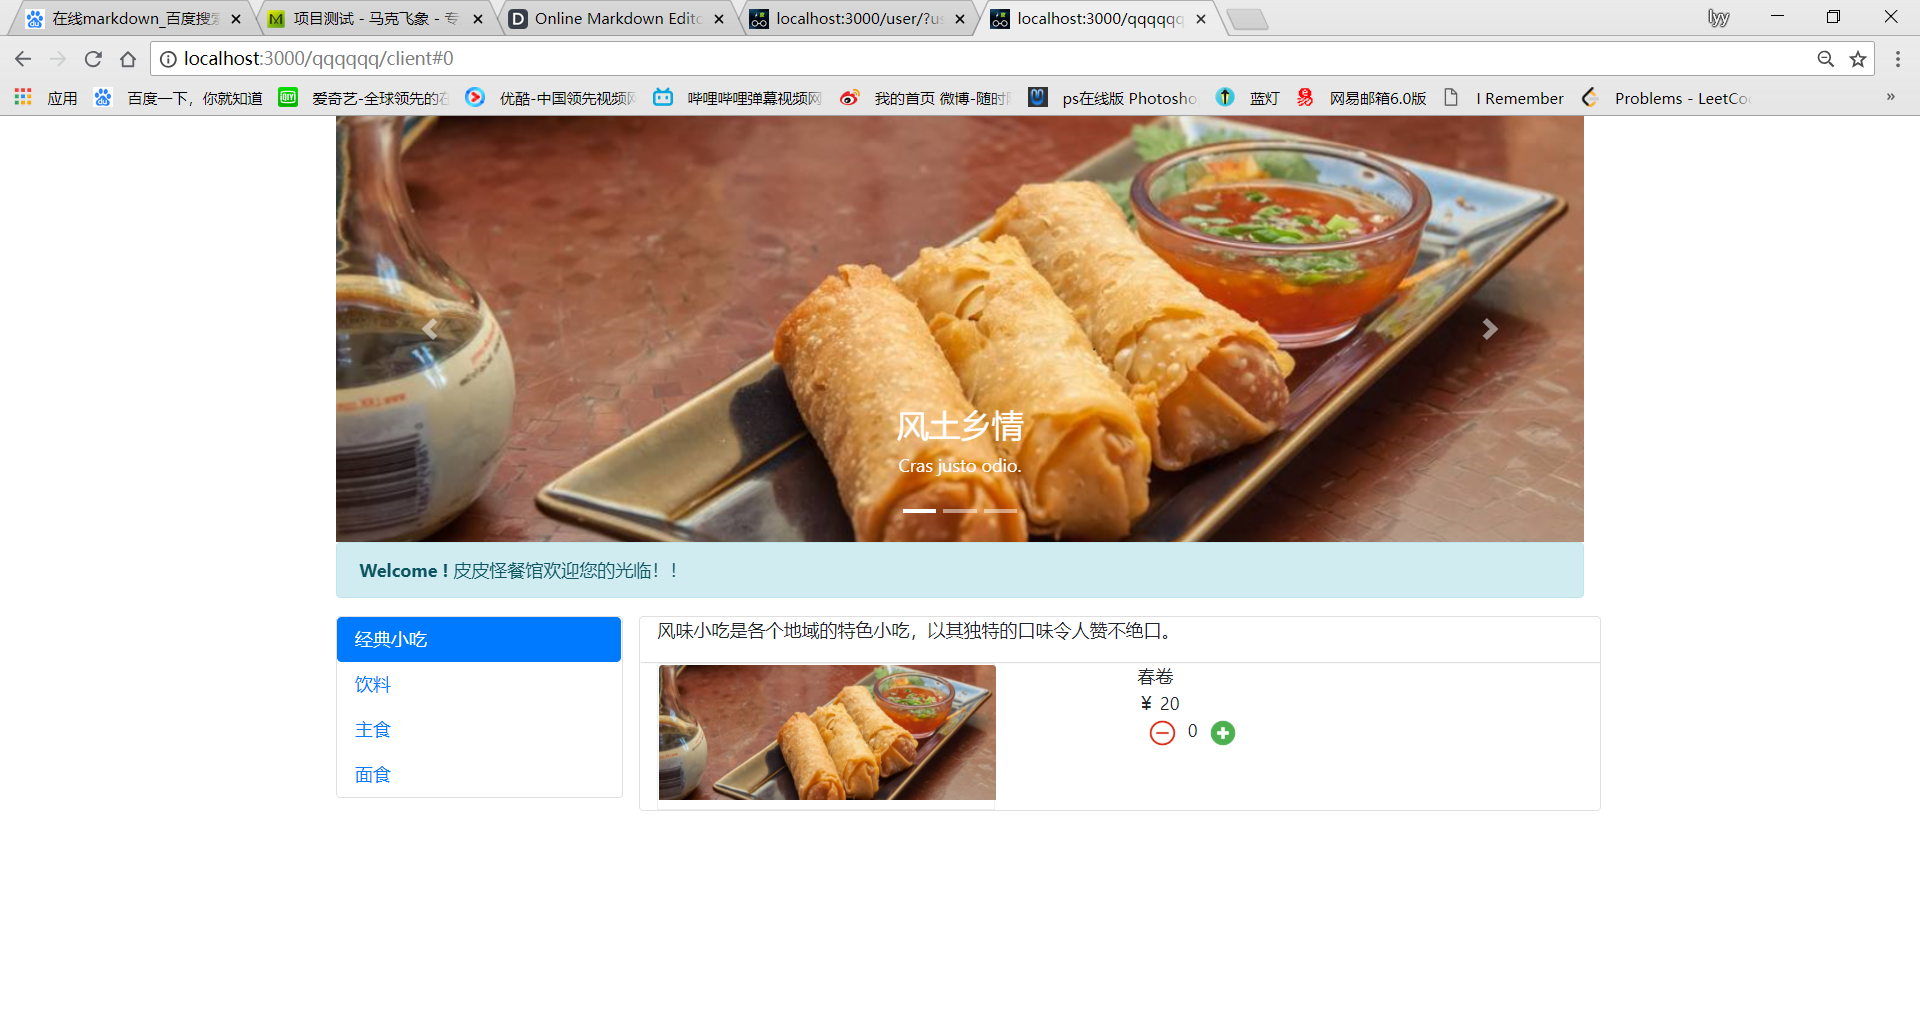 在线markdown_百度搜索
项目测试 - 马克飞象 - 专
Online Markdown Edito
localhost:3000/user/?us
localhost:3000/qqqqqq
lyy
localhost:3000/qqqqqq/client#0
应用
百度一下，你就知道
爱奇艺-全球领先的在
优酷-中国领先视频网
哔哩哔哩弹幕视频网
我的首页 微博-随时
ps在线版 Photosho
蓝灯
网易邮箱6.0版
I Remember
Problems - LeetCo
»
风土乡情
Cras justo odio.
Welcome ! 皮皮怪餐馆欢迎您的光临！！
经典小吃
饮料
主食
面食
风味小吃是各个地域的特色小吃，以其独特的口味令人赞不绝口。
春卷
¥ 20
0